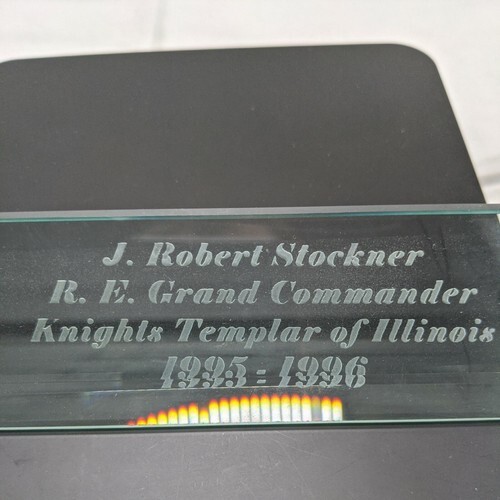 J. Robert Stockner
R. E. Grand Commander
Knights Templar of Illinois
1995 - 1996